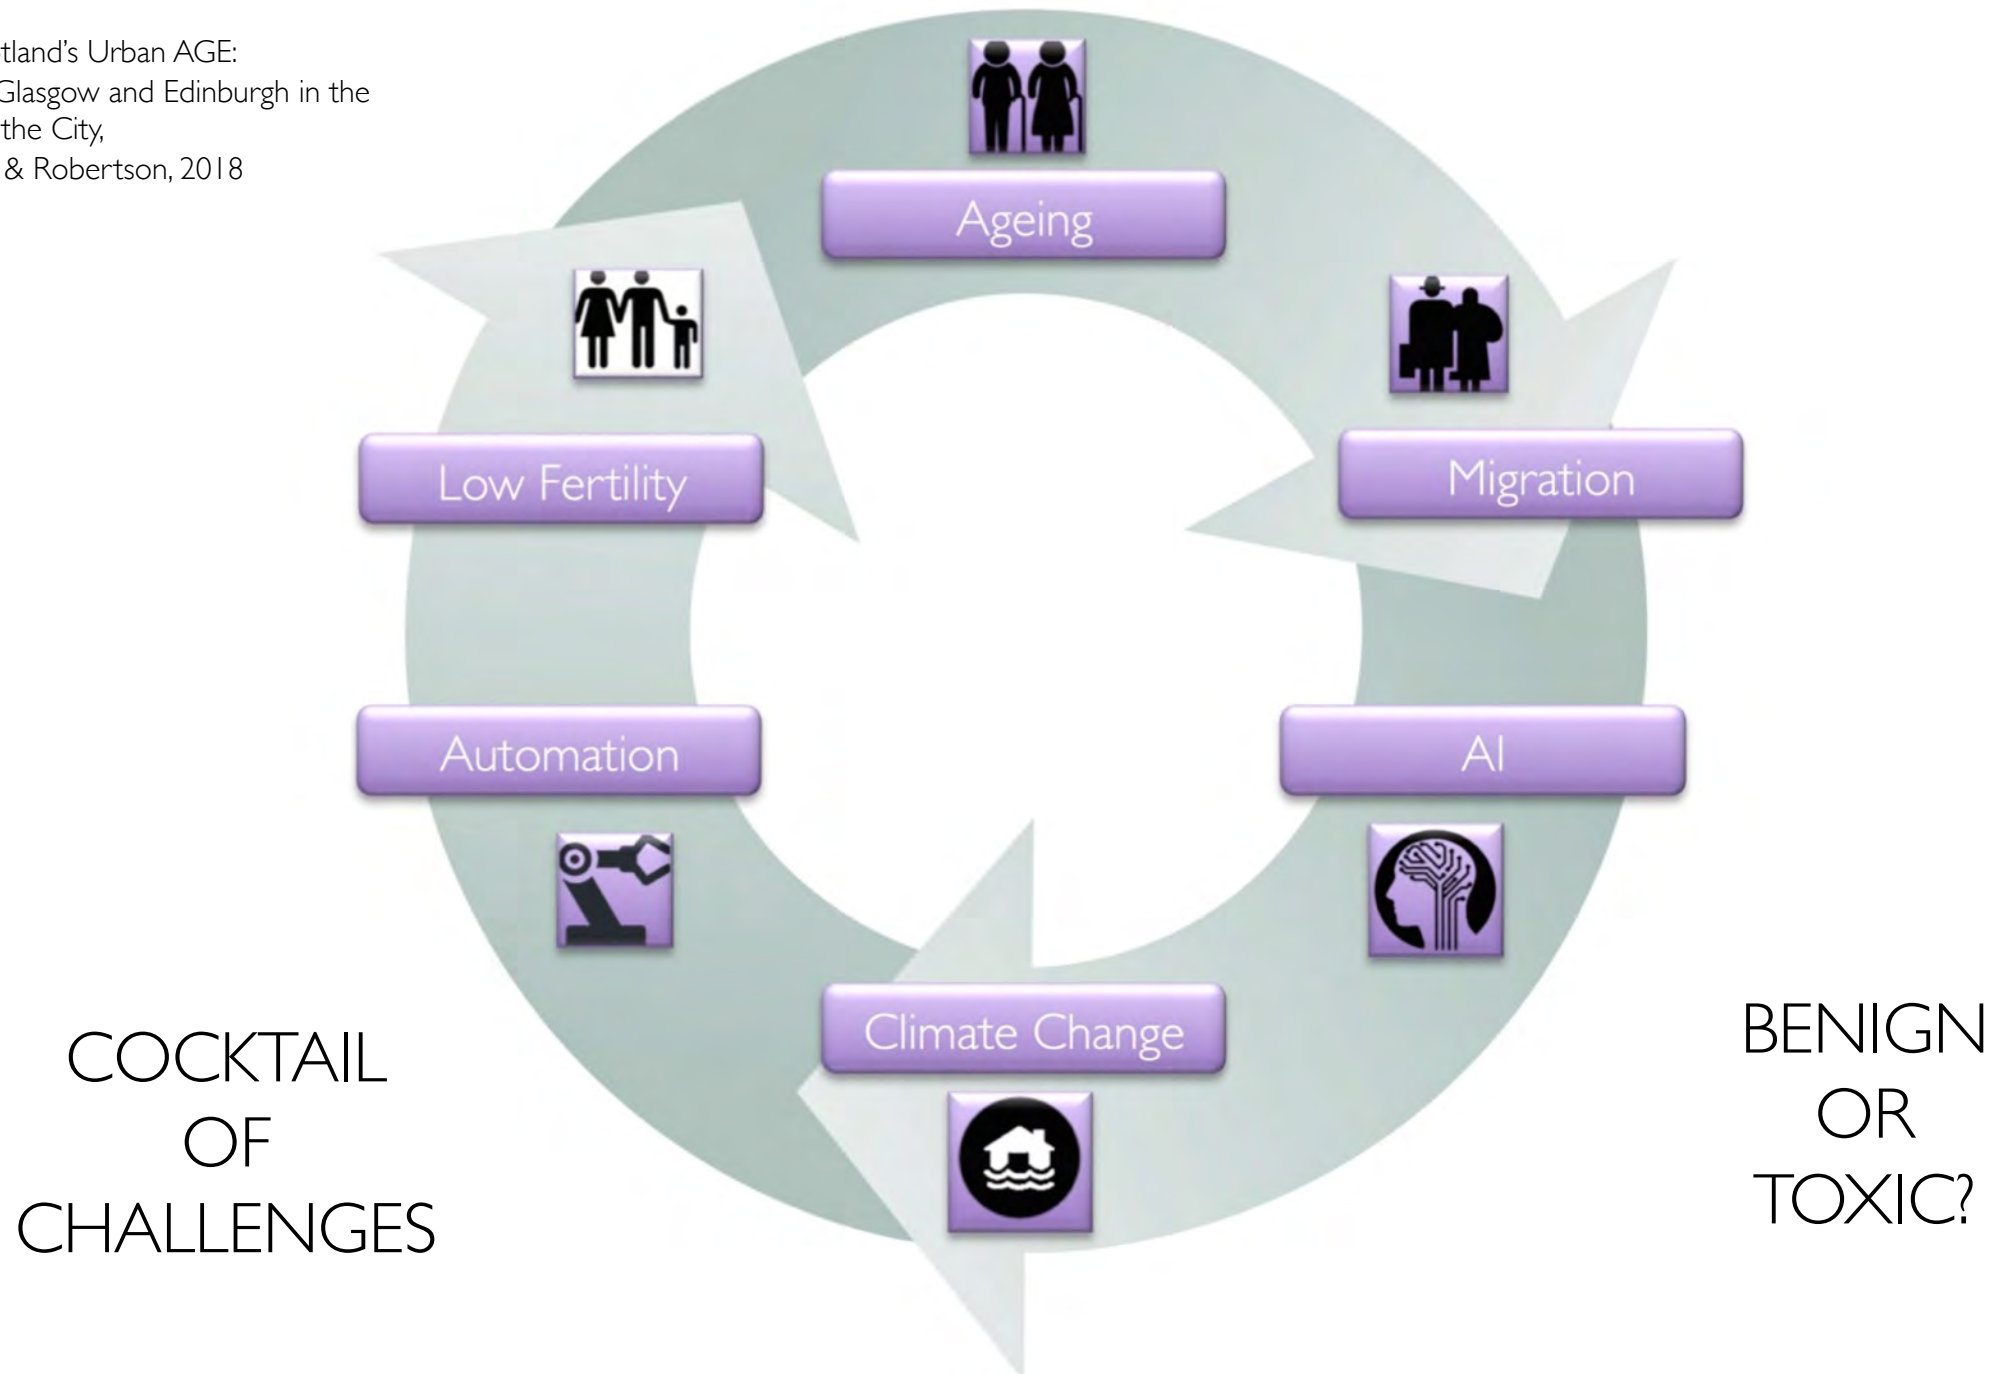 tland's Urban AGE:
Glasgow and Edinburgh in the
the City,
& Robertson, 2018
Ageing
Migration
Low Fertility
Automation
AI
Climate Change
COCKTAIL
OF
CHALLENGES
BENIGN
OR
TOXIC?